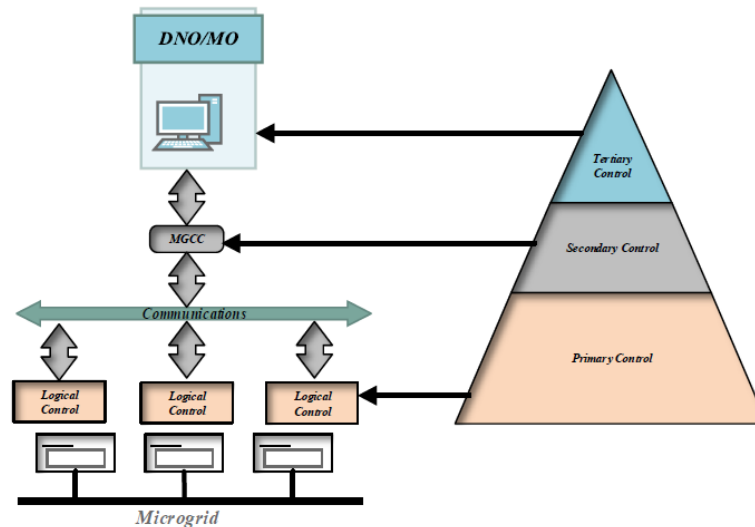 DNO/MO
Tertiary
Control
MGCC
Secondary Control
Communications
Primary Control
Logical
Control
Logical
Control
Logical
Control
Microgrid